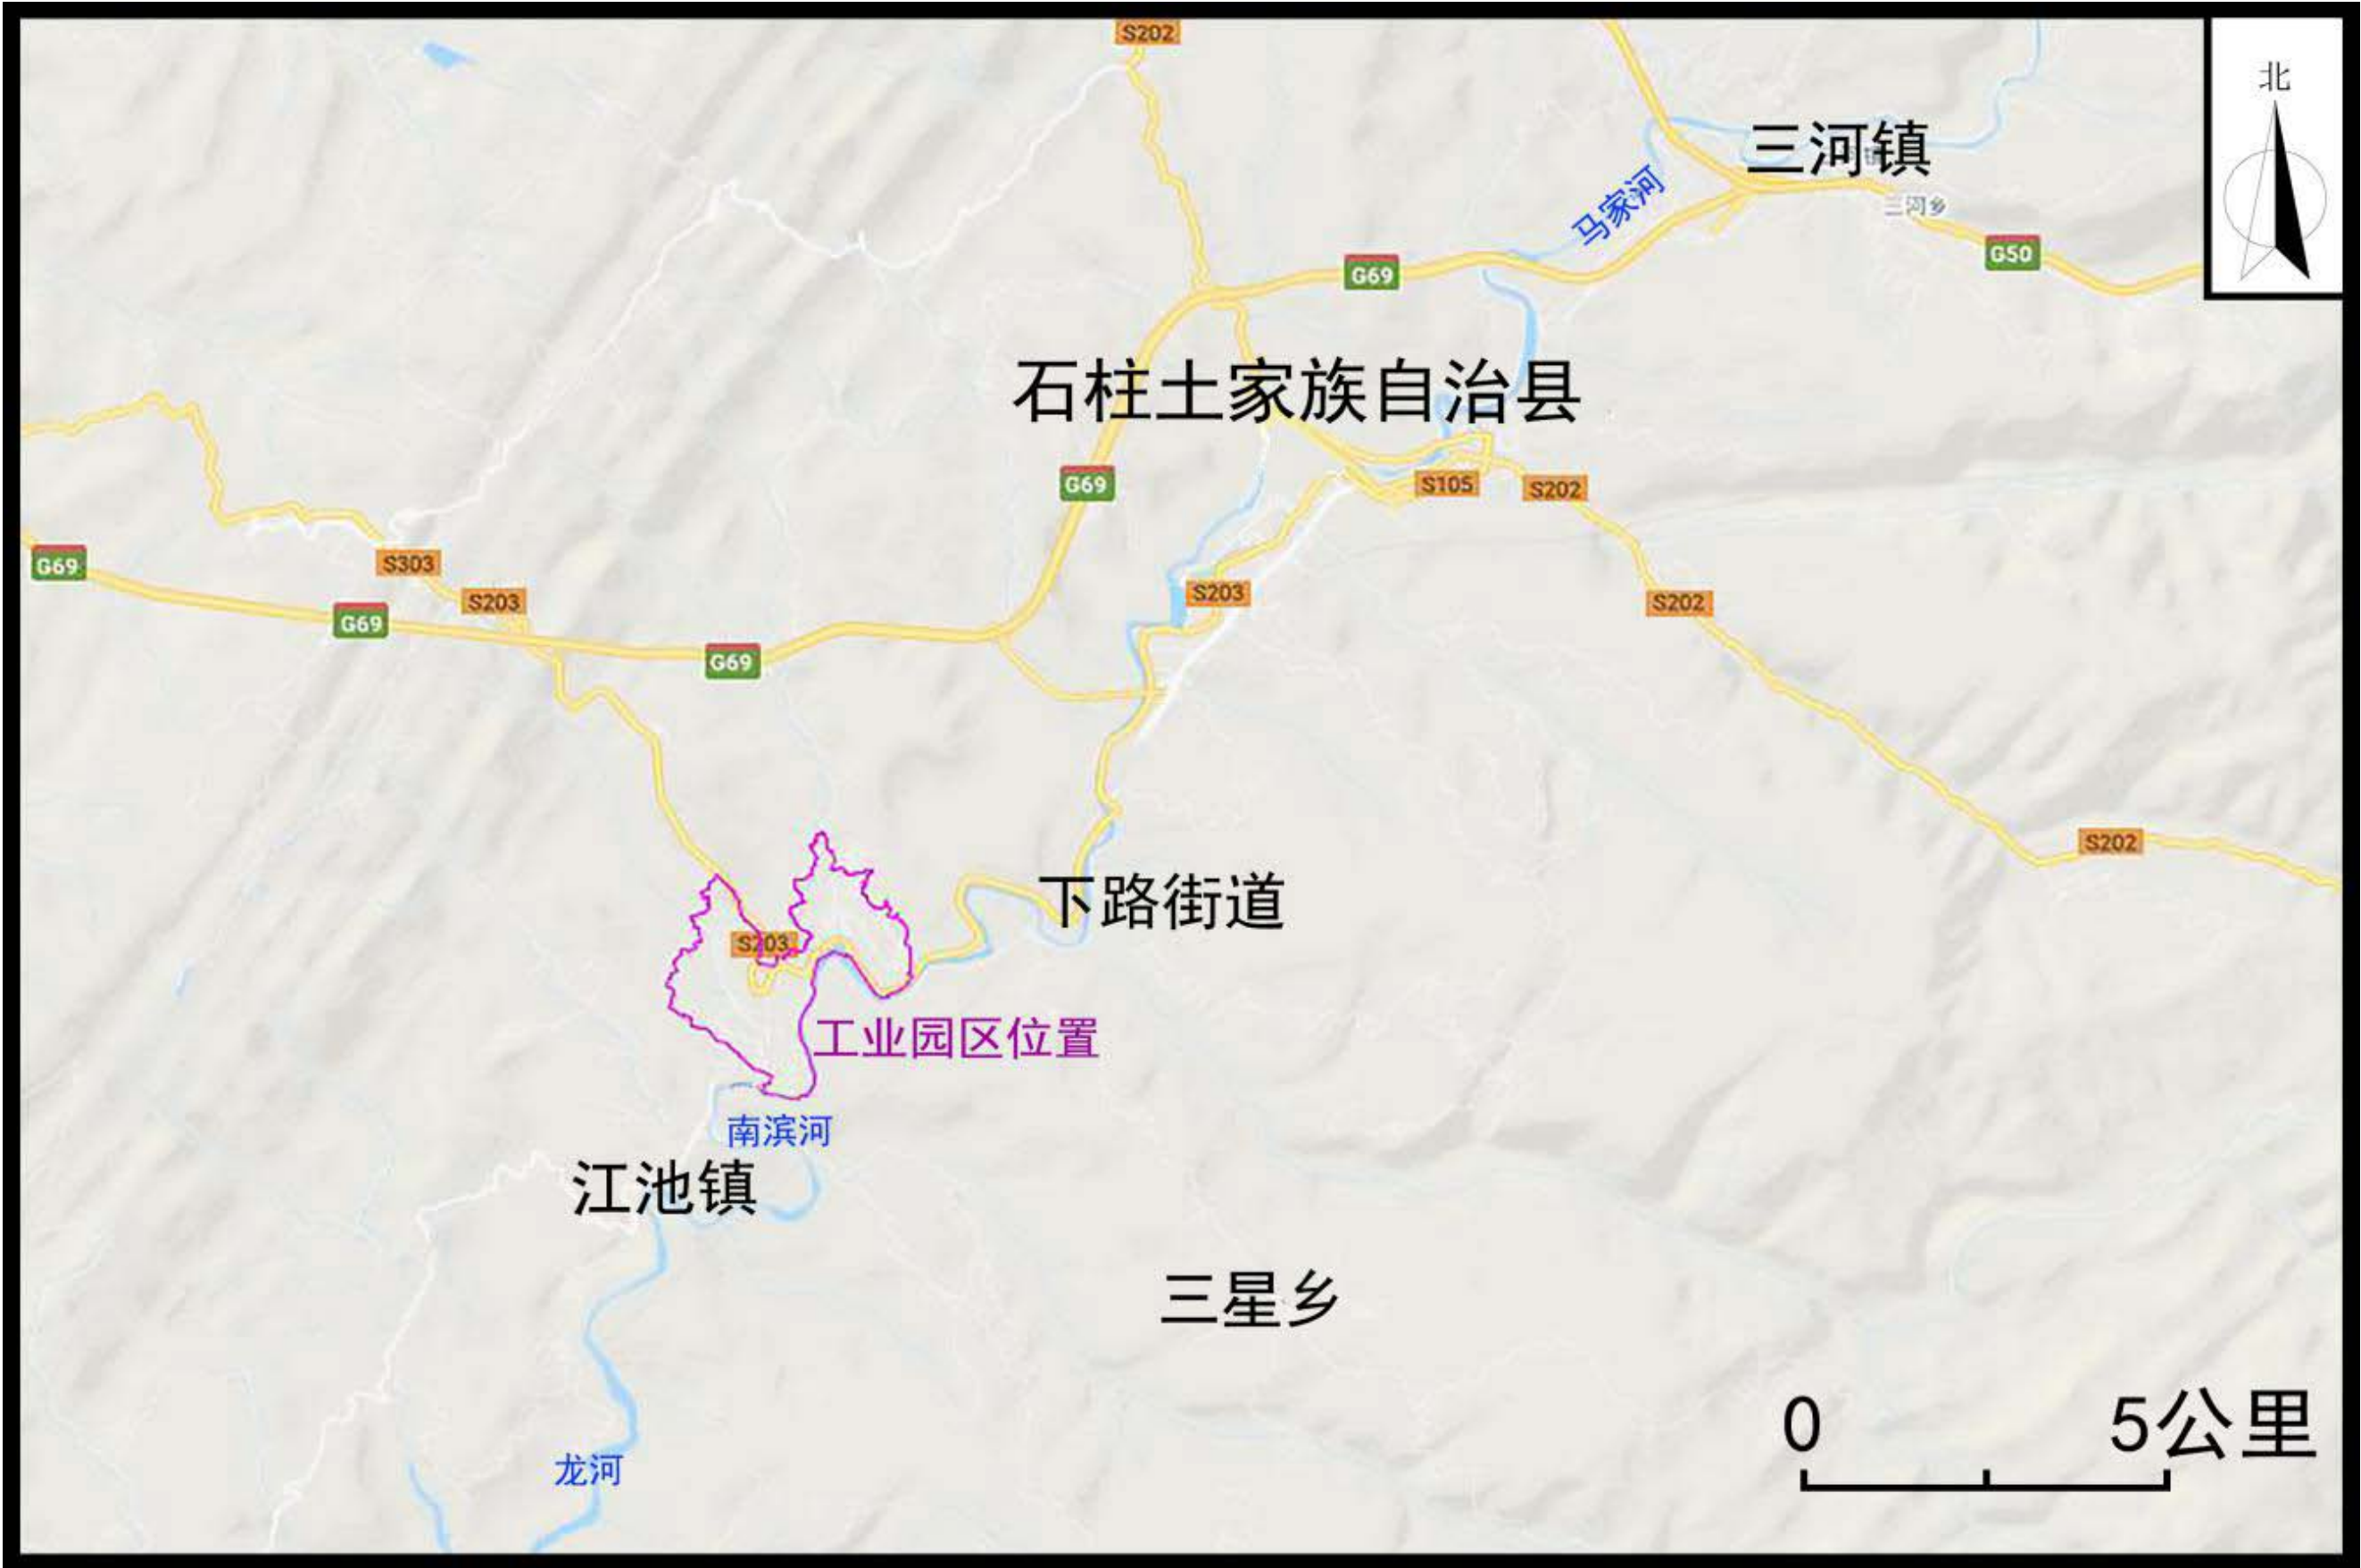 S202
北
三河镇
马家河
三河乡
G50
G69
石柱土家族自治县
G69
S105
S202
G69
S303
S203
S203
S202
G69
G69
S202
下路街道
S203
工业园区位置
南滨河
江池镇
三星乡
0
5公里
龙河